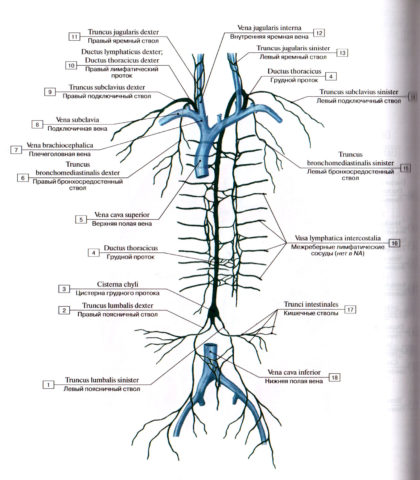 11
Truncus jugularis dexter
Правый яремный ствол
10
Ductus lymphaticus dexter;
Ductus thoracicus dexter
Правый лимфатический
проток
9
Truncus subclavius dexter
Правый подключичный ствол
8
Vena subclavia
Подключичная вена
7
Vena brachiocephalica
Плечеголовная вена
6
Truncus
bronchomediastinalis dexter
Правый бронхосредостенный
ствол
5
Vena cava superior
Верхняя полая вена
4
Ductus thoracicus
Грудной проток
3
Cisterna chyli
Цистерна грудного протока
2
Truncus lumbalis dexter
Правый поясничный ствол
1
Truncus lumbalis sinister
Левый поясничный ствол
Vena jugularis interna
Внутренняя яремная вена
12
Truncus jugularis sinister
Левый яремный ствол
13
Ductus thoracicus
Грудной проток
4
Truncus subclavius sinister
Левый подключичный ствол
Truncus
bronchomediastinalis sinister
Левый бронхосредостенный
ствол
15
Vasa lymphatica intercostalia
Межреберные лимфатические
сосуды (нет в NA)
16
Trunci intestinales
Кишечные стволы
17
Vena cava inferior
Нижняя полая вена
18